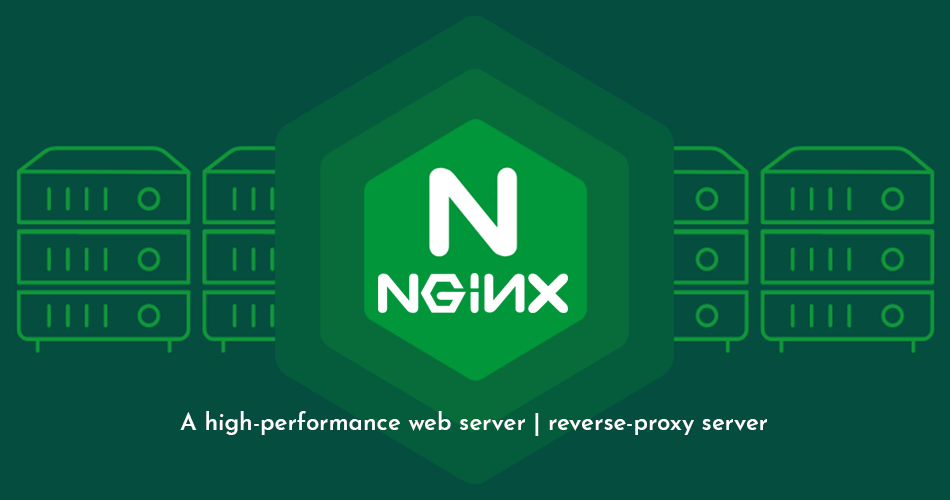 N
NGiNX
A high-performance web server | reverse-proxy server